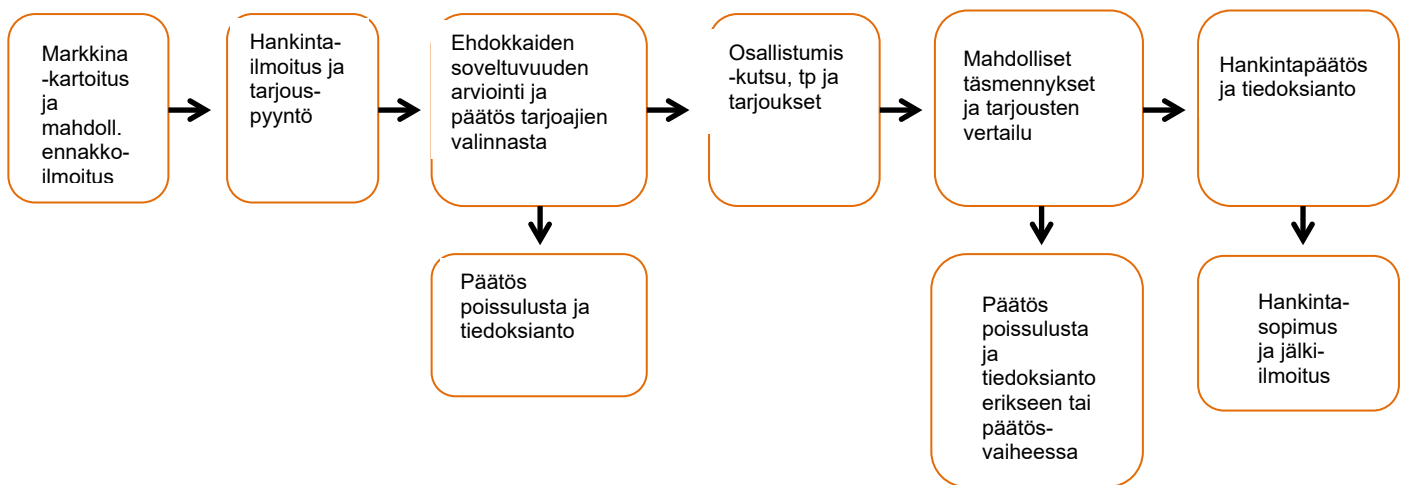 Markkina
-kartoitus
ja
mahdoll.
ennakko-
ilmoitus
Hankinta-
ilmoitus ja
tarjous-
pyyntö
Ehdokkaiden
soveltuvuuden
arviointi ja
päätös tarjoajien
valinnasta
Osallistumis
-kutsu, tp ja
tarjoukset
Mahdolliset
täsmennykset
ja tarjousten
vertailu
Hankintapäätös
ja tiedoksianto
Päätös
poissulusta ja
tiedoksianto
Päätös
poissulusta
ja
tiedoksianto
erikseen tai
päätös-
vaiheessa
Hankinta-
sopimus
ja jälki-
ilmoitus